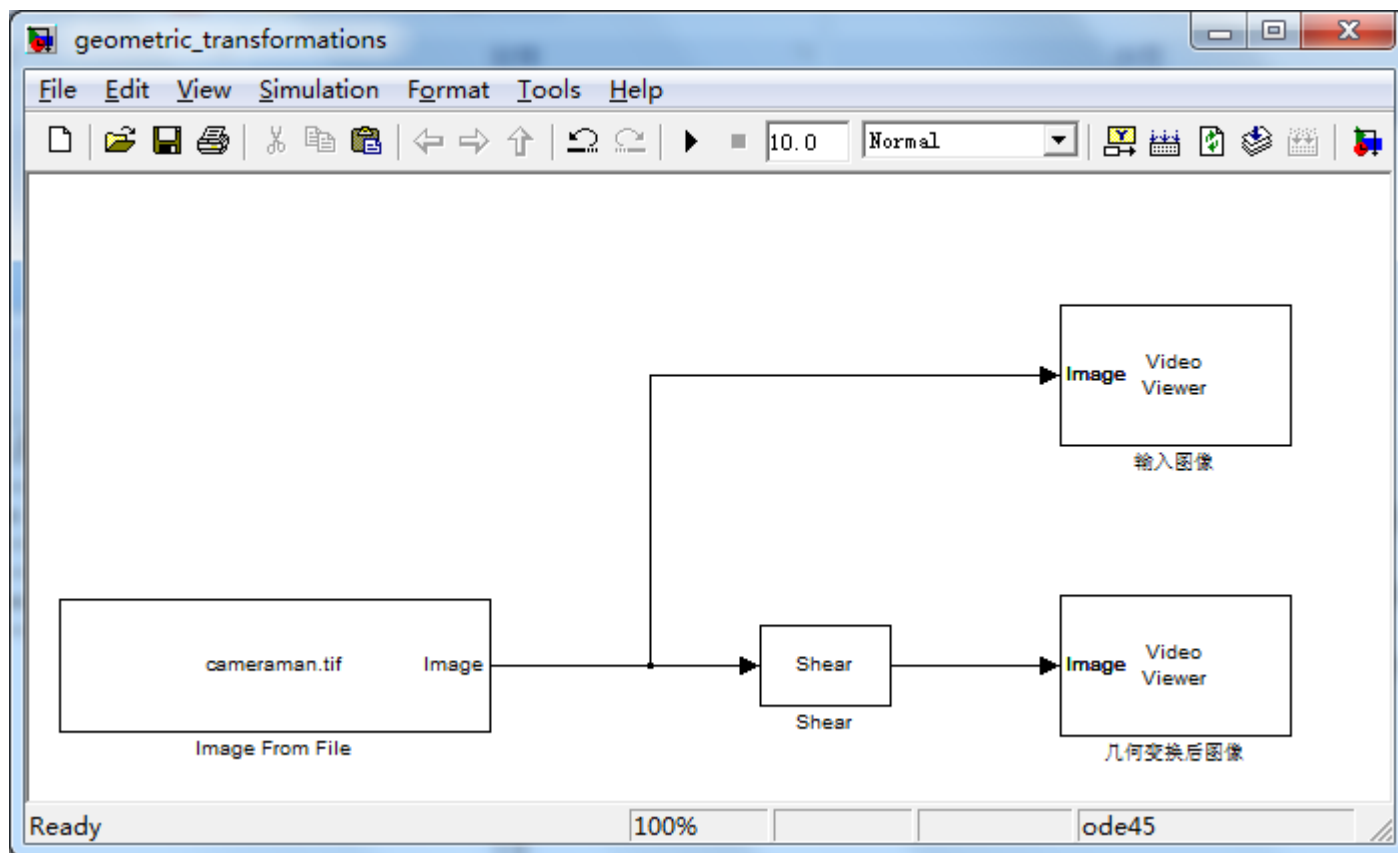 geometric_transformations
File Edit View Simulation Format Tools Help
10.0 Normal
Image Video Viewer
输入图像
cameraman.tif Image
Image From File
Shear
Shear
Image Video Viewer
几何变换后图像
Ready 100% ode45